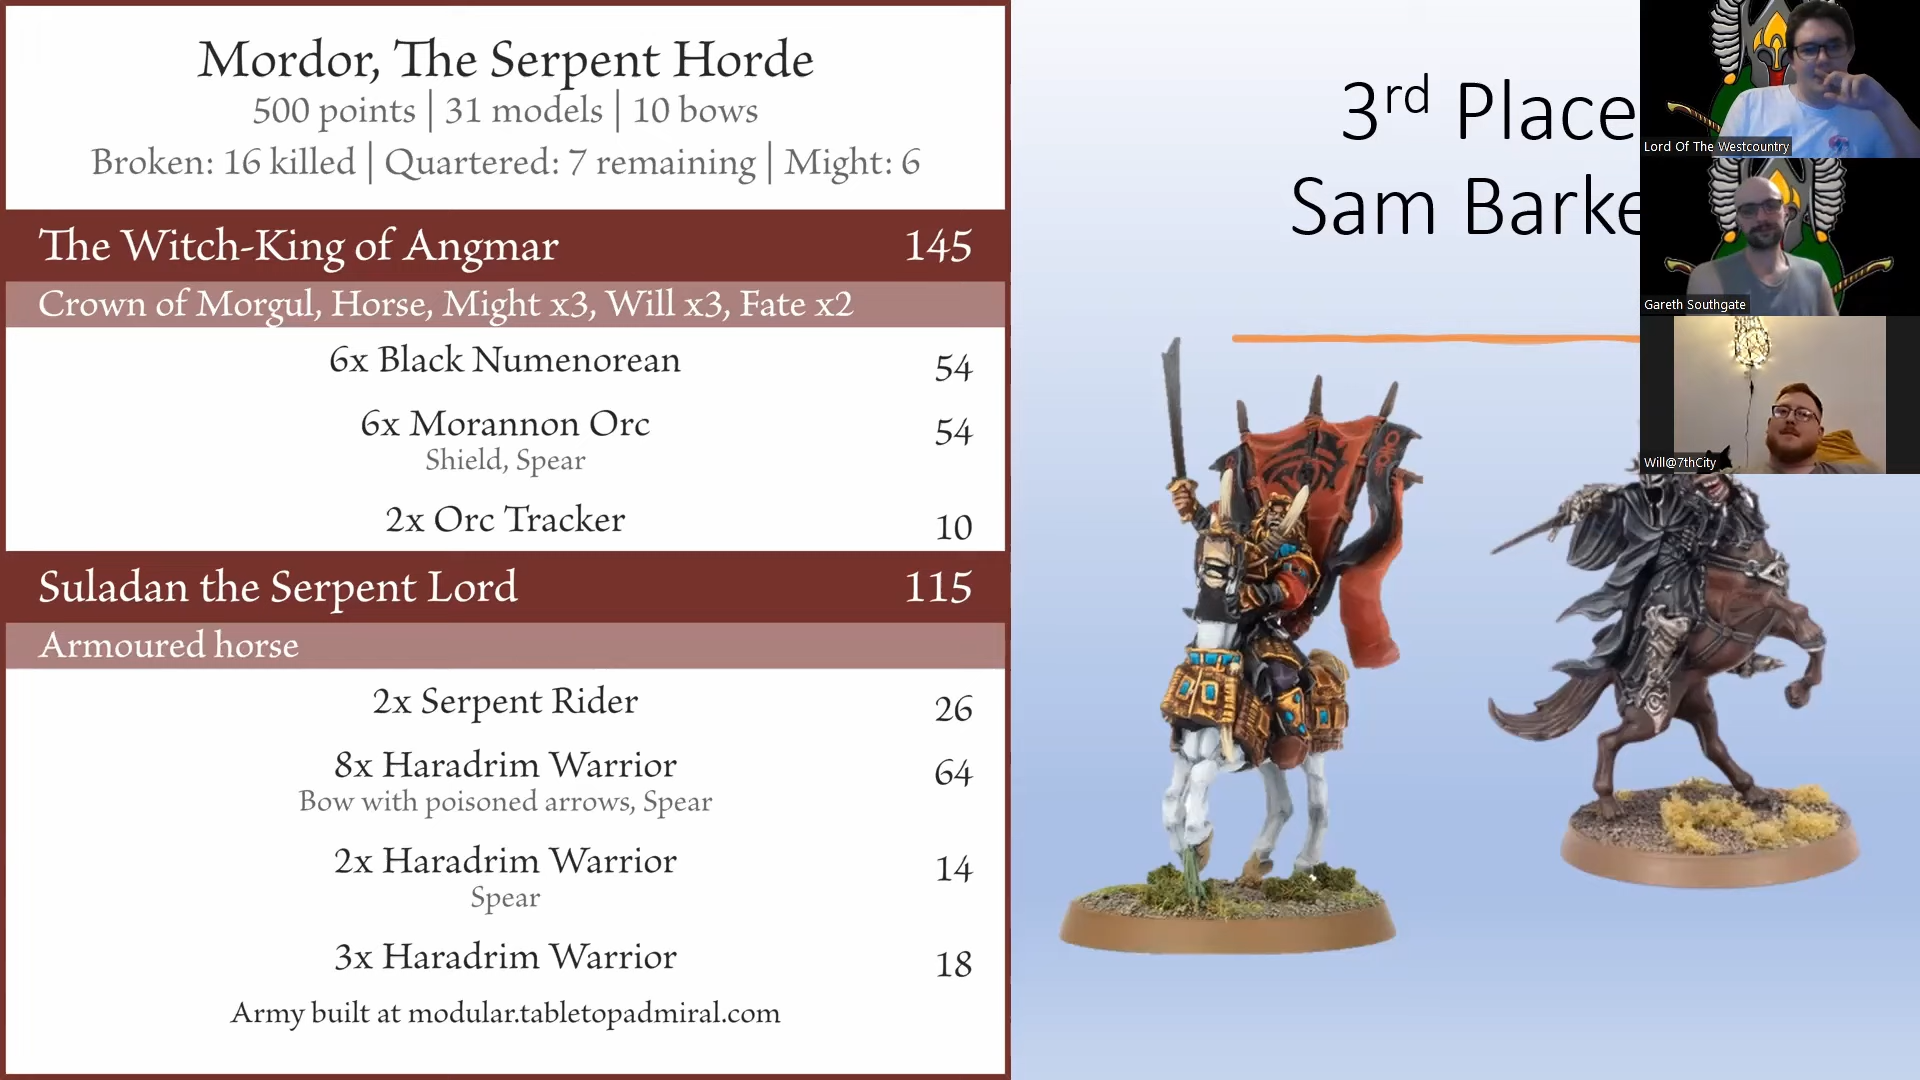 Mordor, The Serpent Horde
500 points | 31 models | 10 bows
Broken: 16 killed | Quartered: 7 remaining | Might: 6
The Witch-King of Angmar 145
Crown of Morgul, Horse, Might x3, Will x3, Fate x2
6x Black Numenorean 54
6x Morannon Orc 54
Shield, Spear
2x Orc Tracker 10
Suladan the Serpent Lord 115
Armoured horse
2x Serpent Rider 26
8x Haradrim Warrior 64
Bow with poisoned arrows, Spear
2x Haradrim Warrior 14
Spear
3x Haradrim Warrior 18
Army built at modular.tabletopadmiral.com
3rd Place
Sam Barke
Lord Of The Westcountry
Gareth Southgate
Will@7thCity